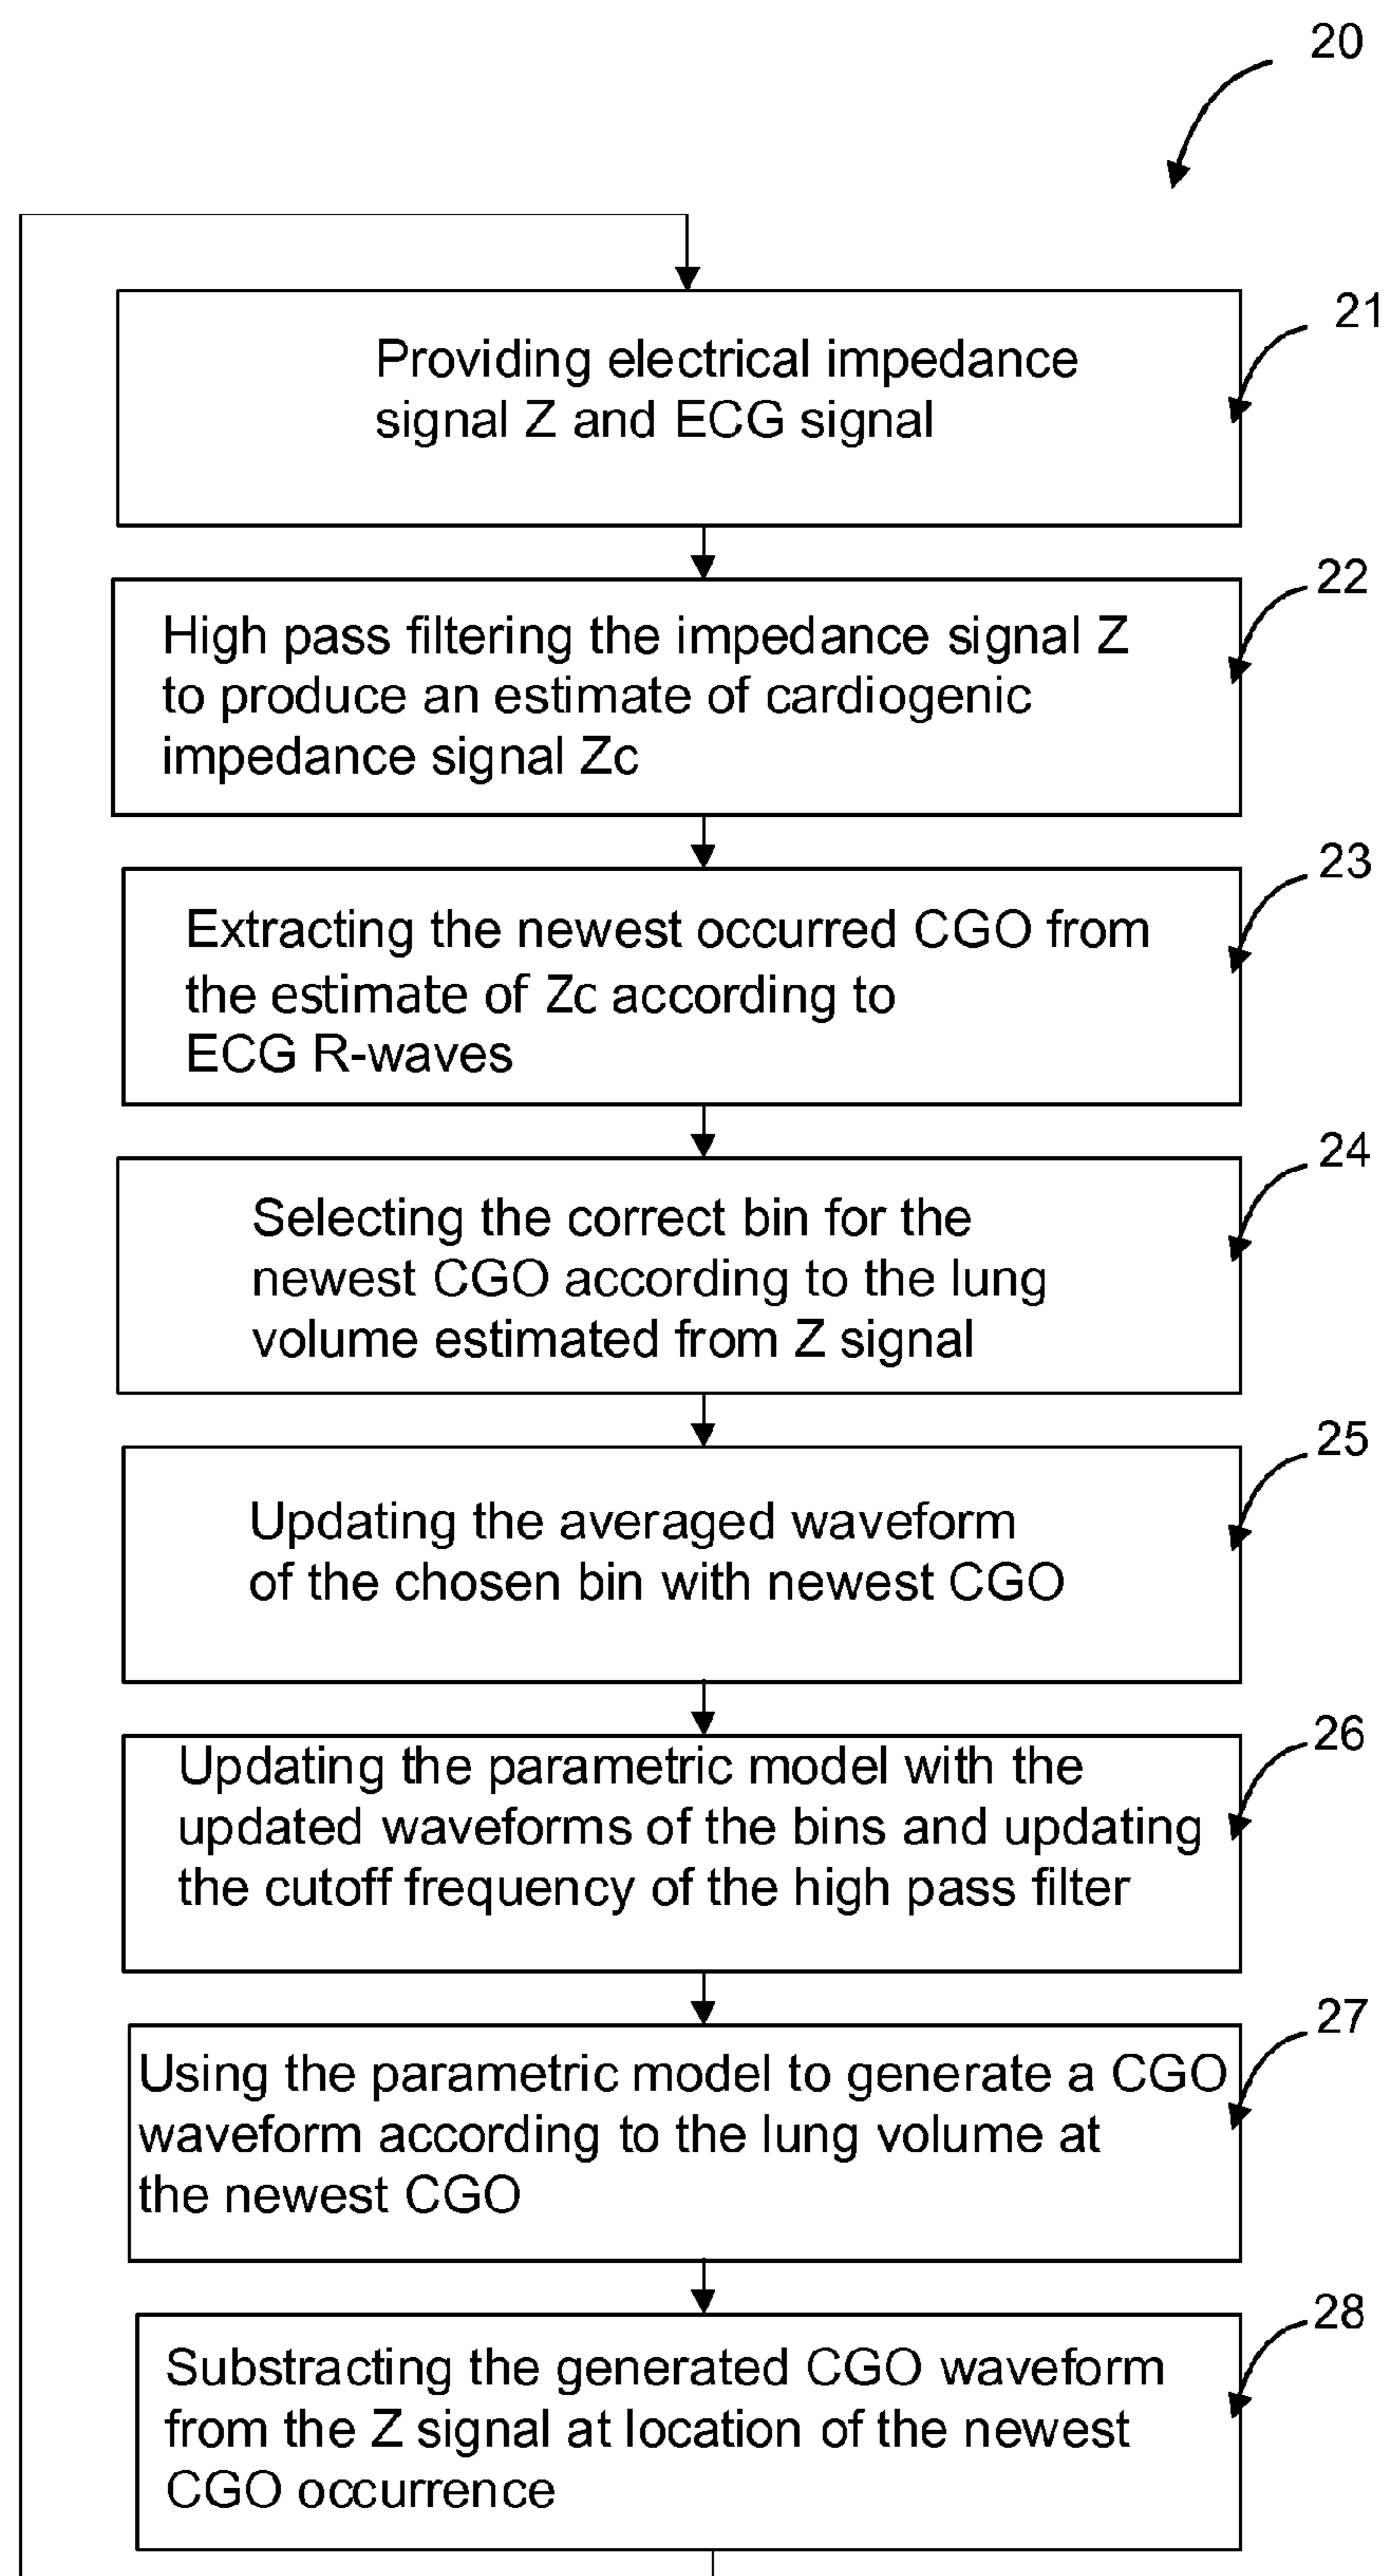 20
21
Providing electrical impedance
signal Z and ECG signal
22
High pass filtering the impedance signal Z
to produce an estimate of cardiogenic
impedance signal Zc
23
Extracting the newest occurred CGO from
the estimate of Zc according to
ECG R-waves
24
Selecting the correct bin for the
newest CGO according to the lung
volume estimated from Z signal
25
Updating the averaged waveform
of the chosen bin with newest CGO
26
Updating the parametric model with the
updated waveforms of the bins and updating
the cutoff frequency of the high pass filter
27
Using the parametric model to generate a CGO
waveform according to the lung volume at
the newest CGO
28
Substracting the generated CGO waveform
from the Z signal at location of the newest
CGO occurrence